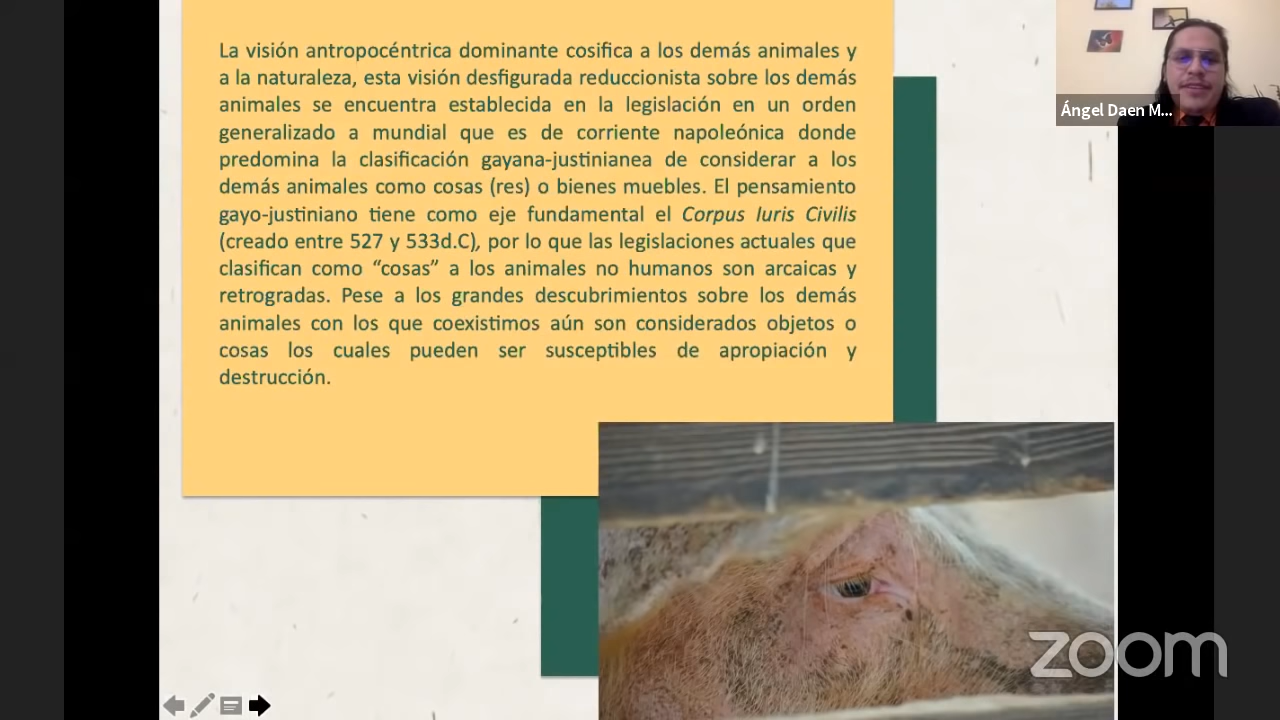 La visión antropocéntrica dominante cosifica a los demás animales y
a la naturaleza, esta visión desfigurada reduccionista sobre los demás
animales se encuentra establecida en la legislación en un orden
generalizado a mundial que es de corriente napoleónica donde
predomina la clasificación gayana-justinianea de considerar a los
demás animales como cosas (res) o bienes muebles. El pensamiento
gayo-justiniano tiene como eje fundamental el Corpus Iuris Civilis
(creado entre 527 y 533d.C), por lo que las legislaciones actuales que
clasifican como “cosas” a los animales no humanos son arcaicas y
retrogradas. Pese a los grandes descubrimientos sobre los demás
animales con los que coexistimos aún son considerados objetos o
cosas los cuales pueden ser susceptibles de apropiación y
destrucción.
Ángel Daen M...
zoom